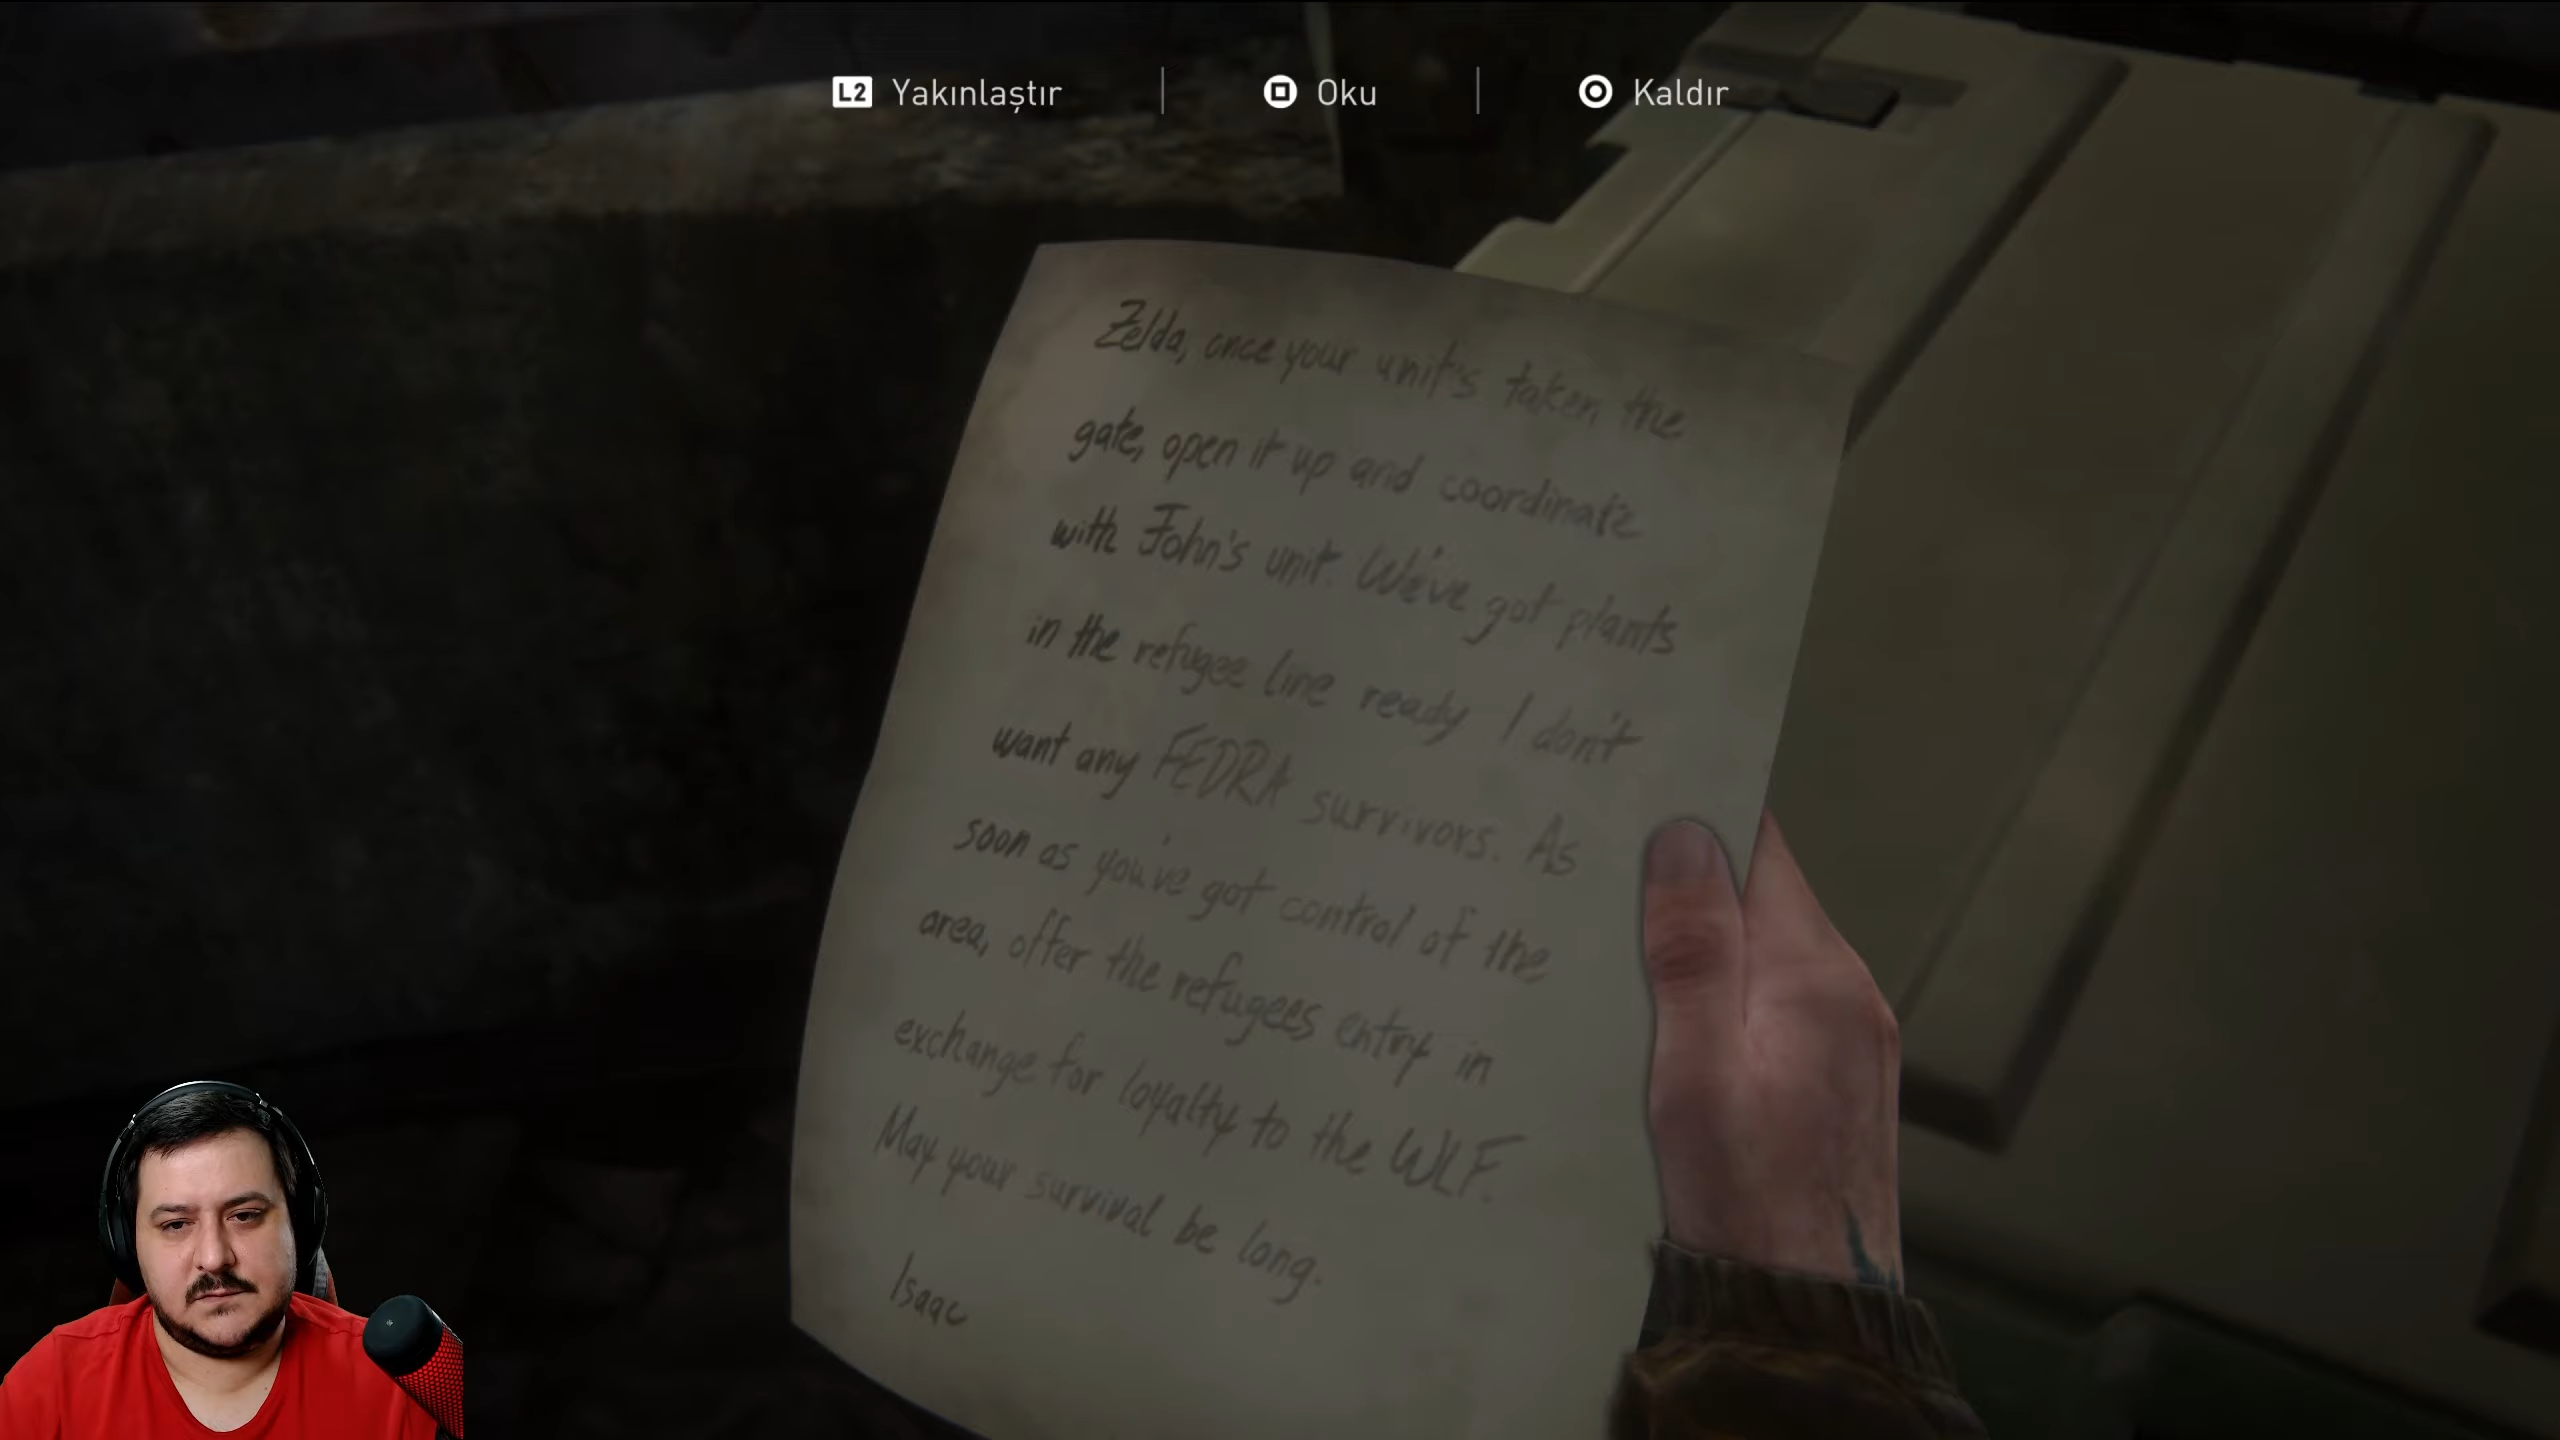 L2 Yakınlaştır | Oku | Kaldır
Zelda, once your unit's taken the
gate, open it up and coordinate
with John's unit. We've got plants
in the refugee line ready I don't
want any FEDRA survivors. As
soon as you've got control of the
area, offer the refugees entry in
exchange for loyalty to the WLF.
May your survival be long.
Isaac